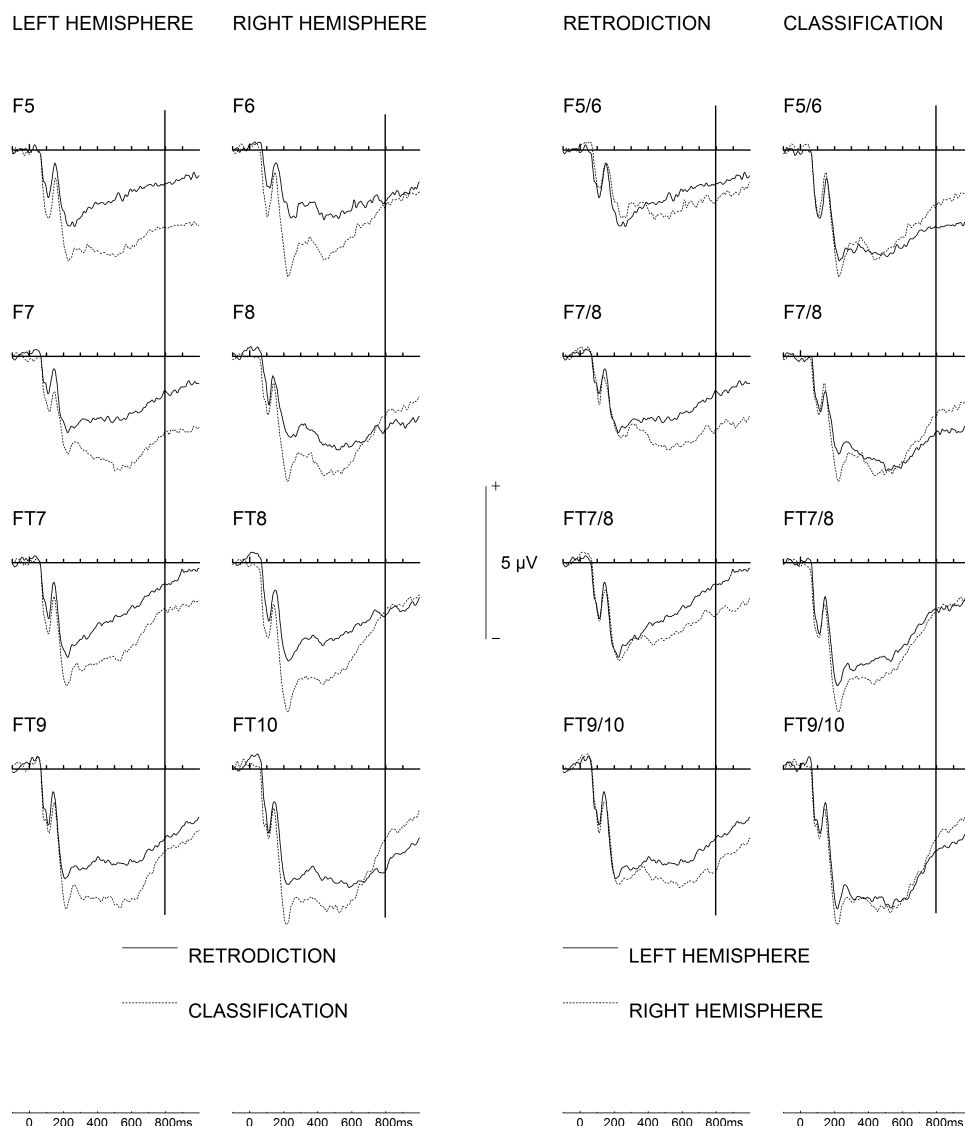 LEFT HEMISPHERE RIGHT HEMISPHERE RETRODICTION CLASSIFICATION
F5 F6 F5/6 F5/6
F7 F8 F7/8 F7/8
+
FT7 FT8 FT7/8 FT7/8
5 µV
−
FT9 FT10 FT9/10 FT9/10
RETRODICTION LEFT HEMISPHERE
CLASSIFICATION RIGHT HEMISPHERE
0 200 400 600 800ms 0 200 400 600 800ms 0 200 400 600 800ms 0 200 400 600 800ms